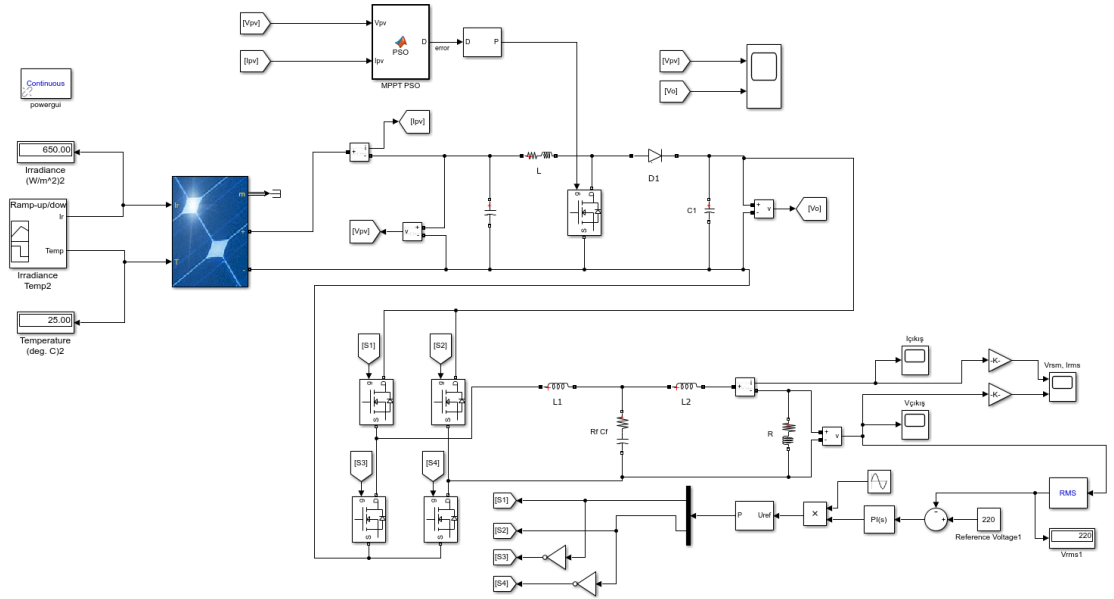 [Vpv]
[Ipv]
Vpv
Ipv
PSO
D
MPPT PSO
error
D
P
[Vpv]
[Vo]
Continuous
powergui
[Ipv]
i
+
-
650.00
Irradiance
(W/m^2)2
Ramp-up/dow
Ir
Temp
Irradiance
Temp2
25.00
Temperature
(deg. C)2
Ir
T
m
+
-
[Vpv]
v
+
-
L
g
D
S
D1
C1
+
-
v
[Vo]
[S1]
[S2]
g
D
S
g
D
S
[S3]
[S4]
g
D
S
g
D
S
L1
Rf Cf
L2
+
i
-
R
+
-
v
Içıkış
Vçıkış
-K-
-K-
Vrsm, Irms
[S1]
[S2]
[S3]
[S4]
P
Uref
×
PI(s)
-
+
220
Reference Voltage1
RMS
220
Vrms1